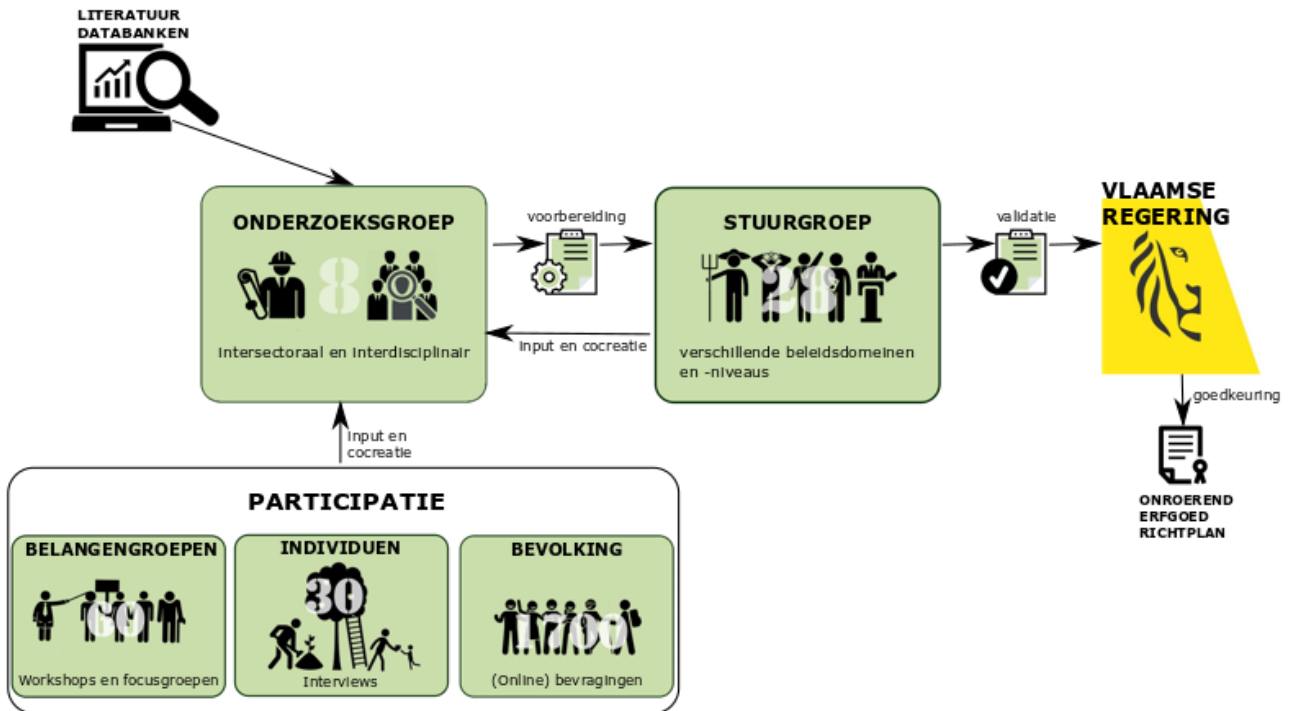 LITERATUUR
DATABANKEN
ONDERZOEKSGROEP
8
Intersectoraal en Interdisciplinair
voorbereiding
STUURGROEP
28
verschillende beleidsdomeinen
en -niveaus
Input en cocreatie
validatie
VLAAMSE
REGERING
goedkeuring
ONROEREND
ERFGOED
RICHTPLAN
Input en
cocreatie
PARTICIPATIE
BELANGENGROEPEN
60
Workshops en focusgroepen
INDIVIDUEN
30
Interviews
BEVOLKING
1700
(Online) bevragingen